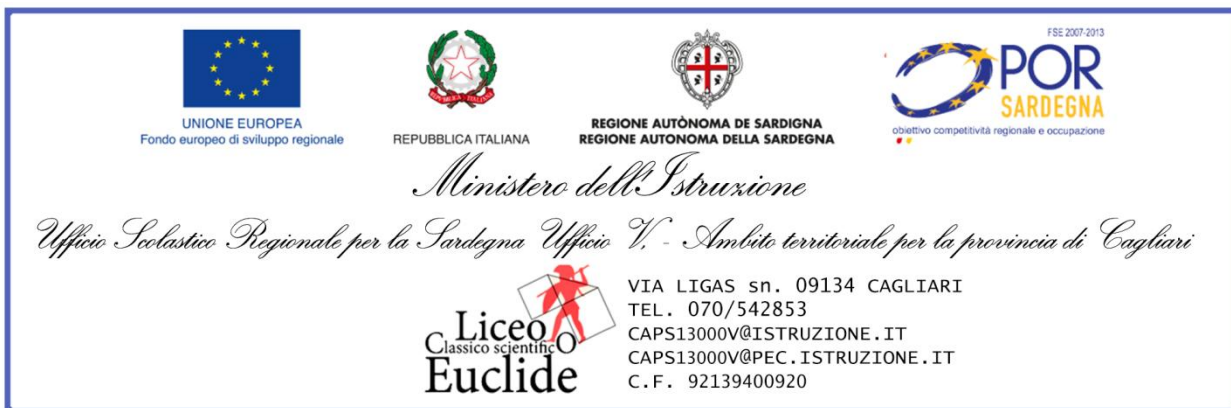 FSE 2007-2013
POR
SARDEGNA
obiettivo competitività regionale e occupazione
UNIONE EUROPEA
Fondo europeo di sviluppo regionale
REPUBBLICA ITALIANA
REGIONE AUTÒNOMA DE SARDIGNA
REGIONE AUTONOMA DELLA SARDEGNA
Ministero dell'Istruzione
Ufficio Scolastico Regionale per la Sardegna Ufficio V, - Ambito territoriale per la provincia di Cagliari
Liceo
Classico scientificO
Euclide
VIA LIGAS sn. 09134 CAGLIARI
TEL. 070/542853
CAPS13000V@ISTRUZIONE.IT
CAPS13000V@PEC.ISTRUZIONE.IT
C.F. 92139400920